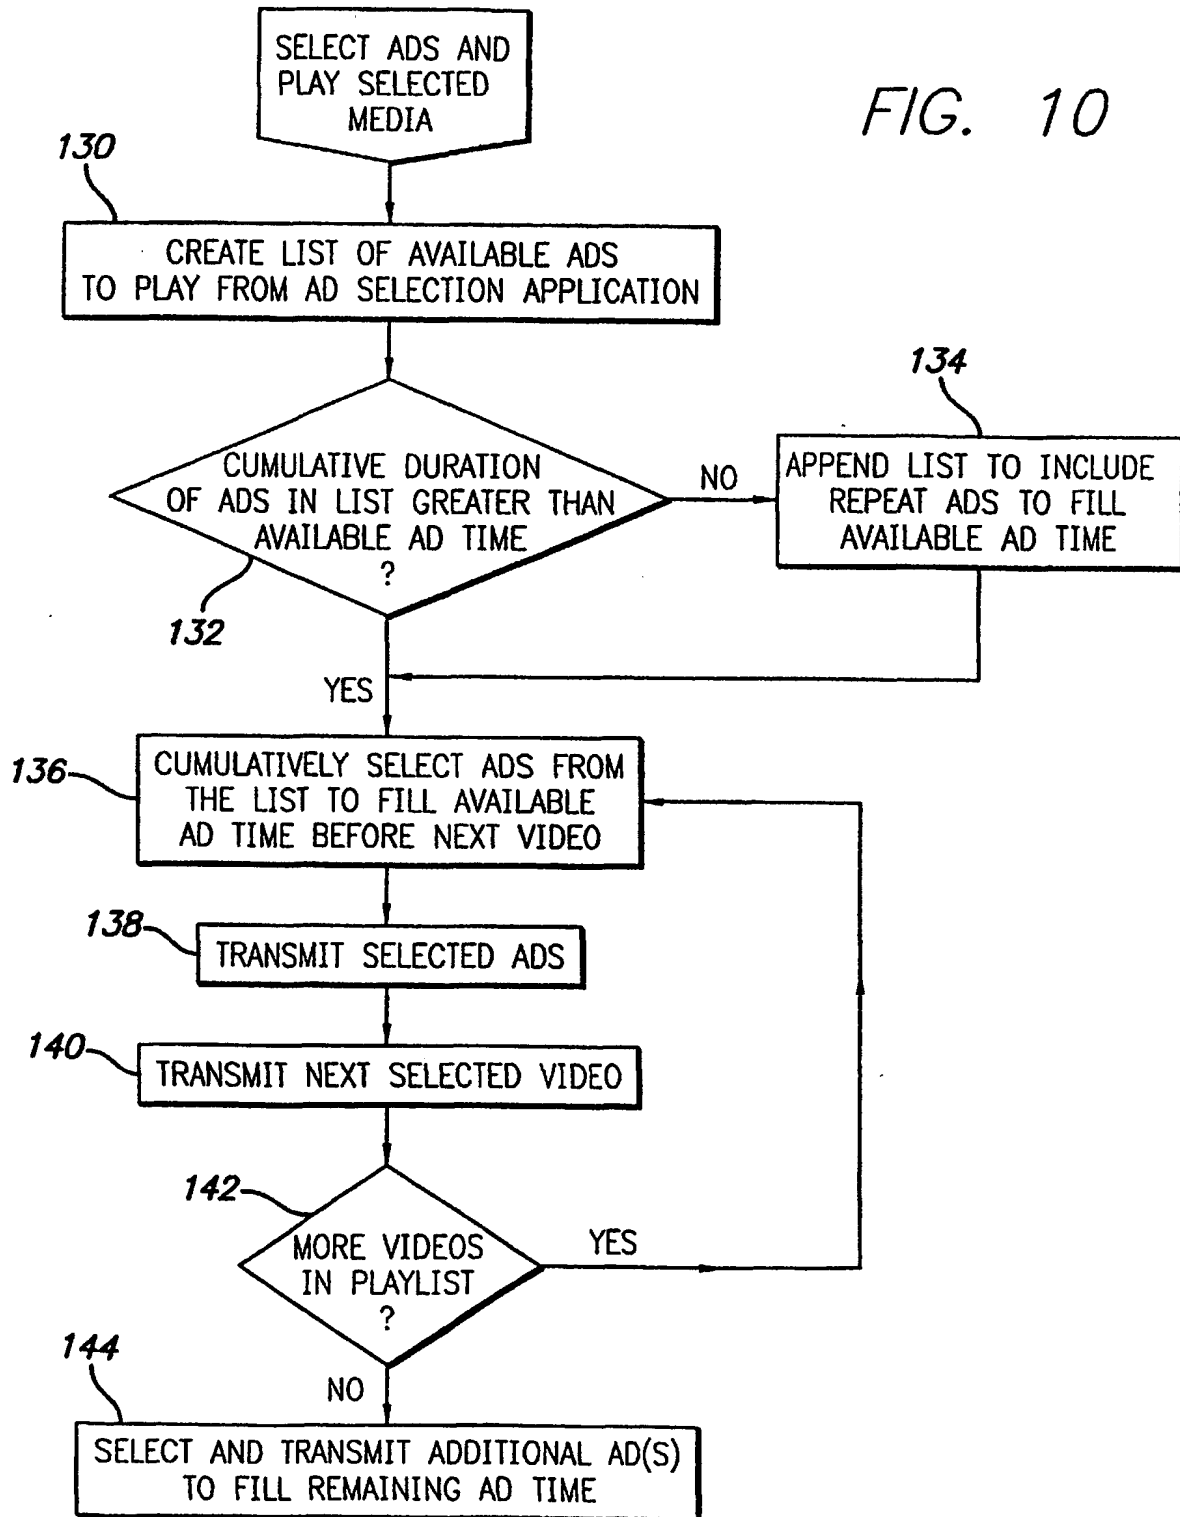 SELECT ADS AND
PLAY SELECTED
MEDIA
FIG. 10
130
CREATE LIST OF AVAILABLE ADS
TO PLAY FROM AD SELECTION APPLICATION
134
CUMULATIVE DURATION
OF ADS IN LIST GREATER THAN
AVAILABLE AD TIME
?
NO
APPEND LIST TO INCLUDE
REPEAT ADS TO FILL
AVAILABLE AD TIME
132
YES
136
CUMULATIVELY SELECT ADS FROM
THE LIST TO FILL AVAILABLE
AD TIME BEFORE NEXT VIDEO
138
TRANSMIT SELECTED ADS
140
TRANSMIT NEXT SELECTED VIDEO
142
MORE VIDEOS
IN PLAYLIST
?
YES
144
NO
SELECT AND TRANSMIT ADDITIONAL AD(S)
TO FILL REMAINING AD TIME